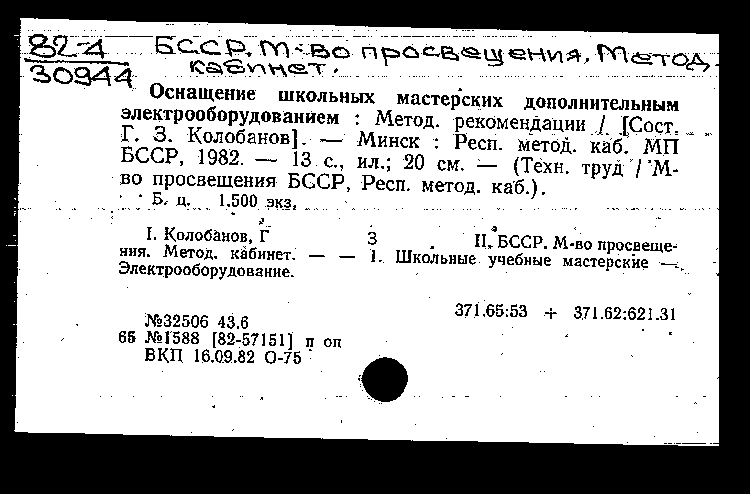 82-4 БССР. М-во просвещения. Метод.
30944 кабинет.
Оснащение школьных мастерских дополнительным
электрооборудованием : Метод. рекомендации / [Сост.
Г. З. Колобанов]. — Минск : Респ. метод. каб. МП
БССР, 1982. — 13 с., ил.; 20 см. — (Техн. труд / М-
во просвещения БССР, Респ. метод. каб.).
Б. ц. 1.500 экз.
I. Колобанов, Г З II. БССР. М-во просвеще-
ния. Метод. кабинет. — — 1. Школьные учебные мастерские —
Электрооборудование.
371.65:53 + 371.62:621.31
№32506 43.6
65 №1588 [82-57151] п оп
ВКП 16.09.82 О-75